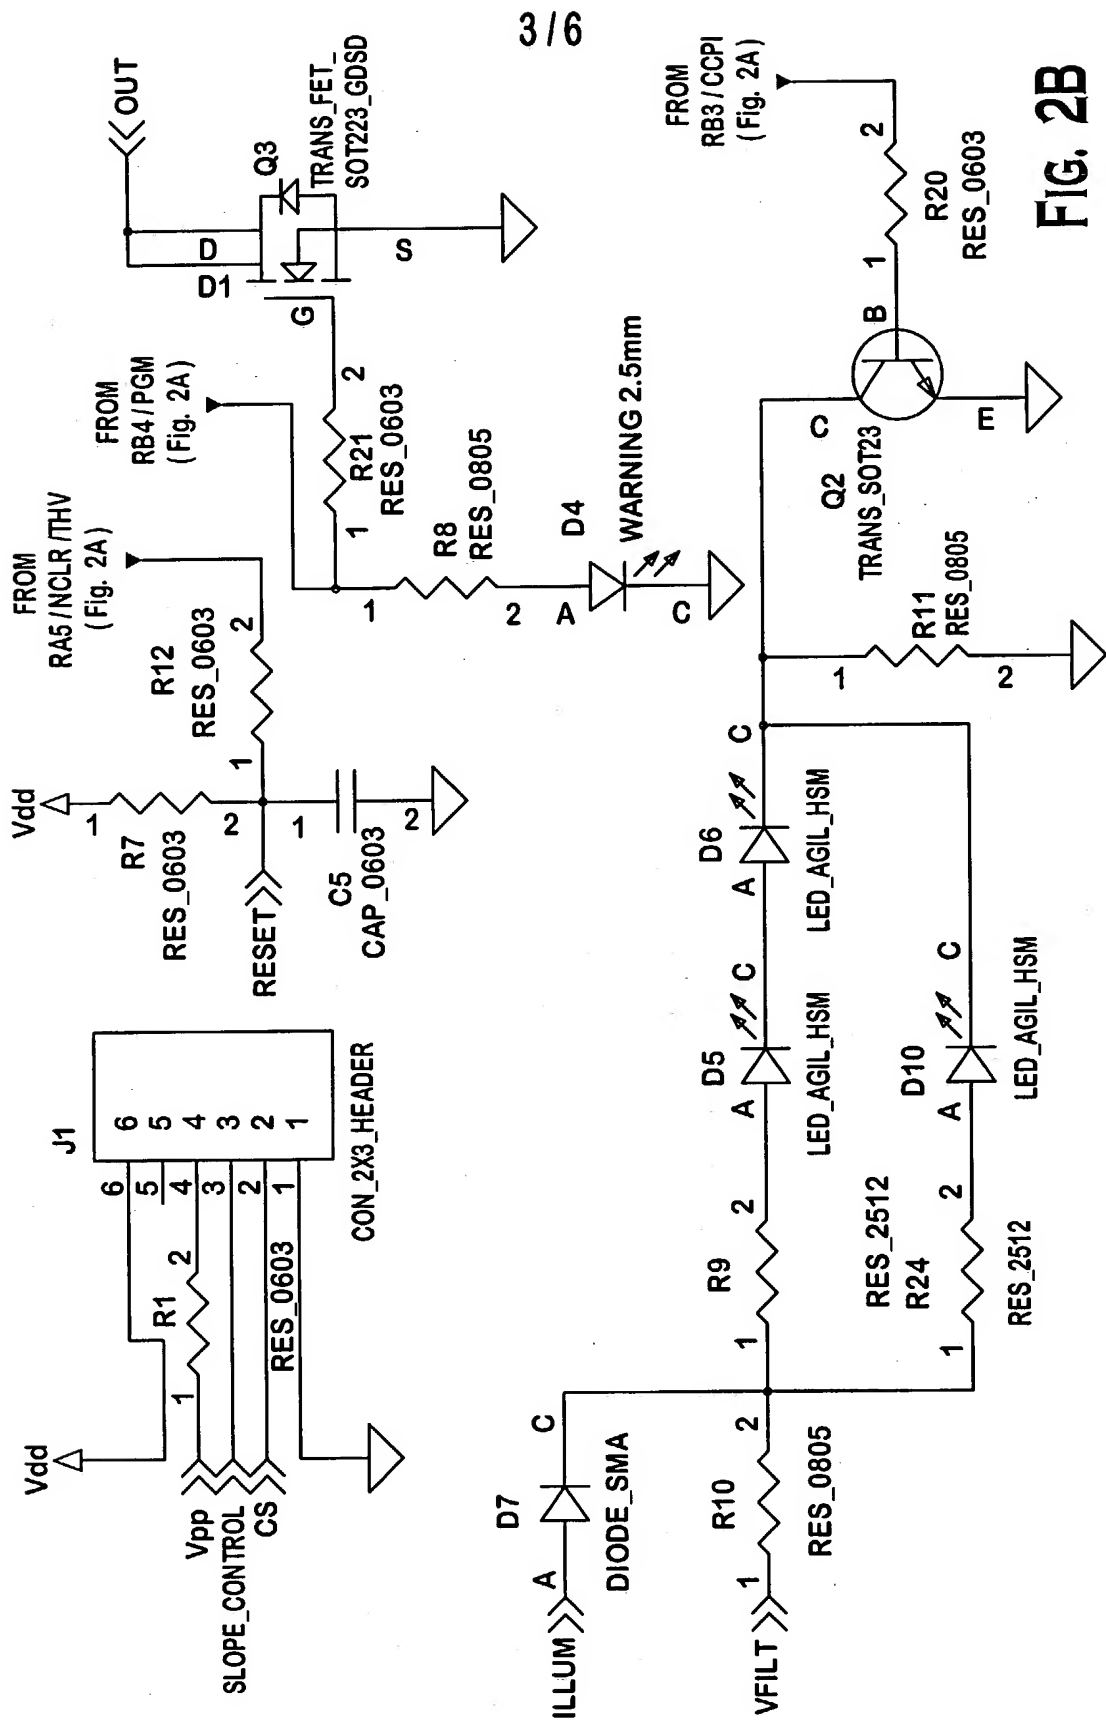 3/6
Vdd
Vpp
SLOPE_CONTROL
CS
1
R1
2
RES_0603
6
5
4
3
2
1
J1
6
5
4
3
2
1
CON_2X3_HEADER
Vdd
1
R7
RES_0603
2
RESET
1
C5
CAP_0603
2
1
R12
RES_0603
2
FROM
RA5/NCLR/THV
(Fig. 2A)
FROM
RB4/PGM
(Fig. 2A)
1
R21
RES_0603
2
1
R8
RES_0805
2
A
D4
C
WARNING 2.5mm
G
D1
D
S
Q3
TRANS_FET_
SOT223_GDSD
OUT
ILLUM
A
D7
C
DIODE_SMA
VFILT
1
R10
2
RES_0805
1
R9
2
RES_2512
A
D5
C
LED_AGIL_HSM
A
D6
C
LED_AGIL_HSM
1
R24
2
RES_2512
A
D10
C
LED_AGIL_HSM
1
R11
RES_0805
2
C
Q2
TRANS_SOT23
E
B
1
R20
RES_0603
2
FROM
RB3/CCPI
(Fig. 2A)
FIG. 2B